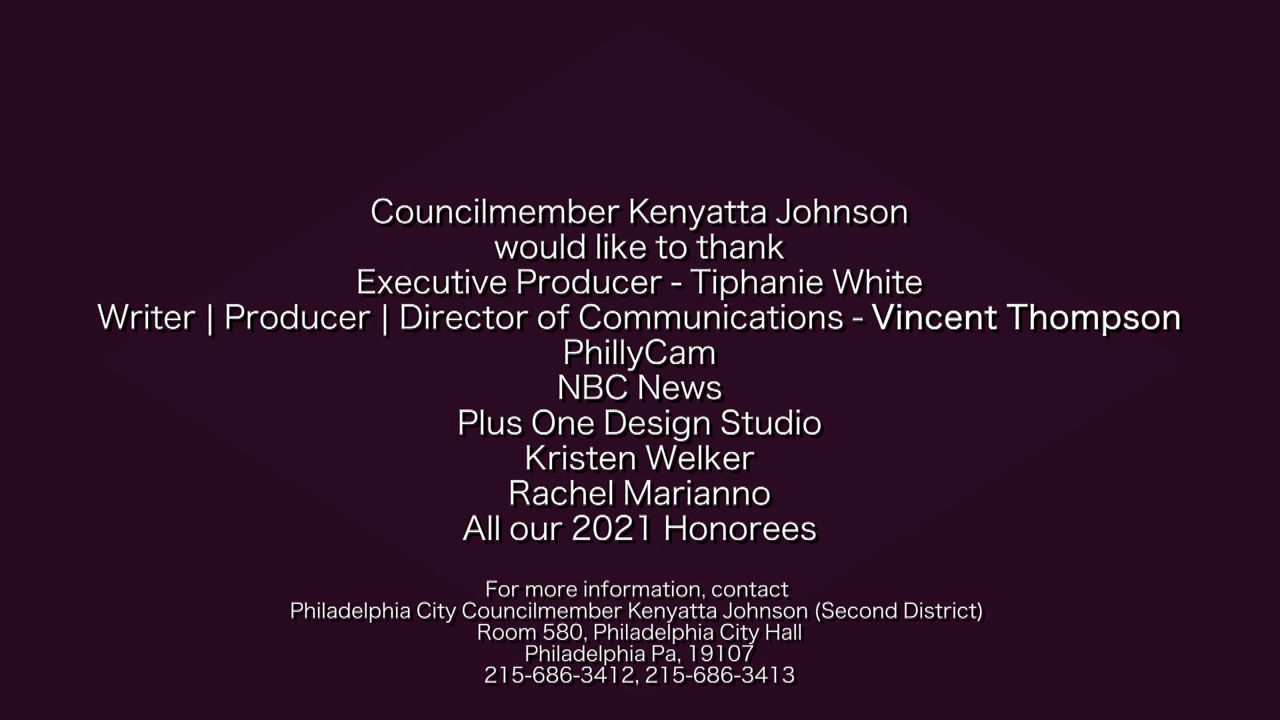 Councilmember Kenyatta Johnson
would like to thank
Executive Producer - Tiphanie White
Writer | Producer | Director of Communications - Vincent Thompson
PhillyCam
NBC News
Plus One Design Studio
Kristen Welker
Rachel Marianno
All our 2021 Honorees
For more information, contact
Philadelphia City Councilmember Kenyatta Johnson (Second District)
Room 580, Philadelphia City Hall
Philadelphia Pa, 19107
215-686-3412, 215-686-3413